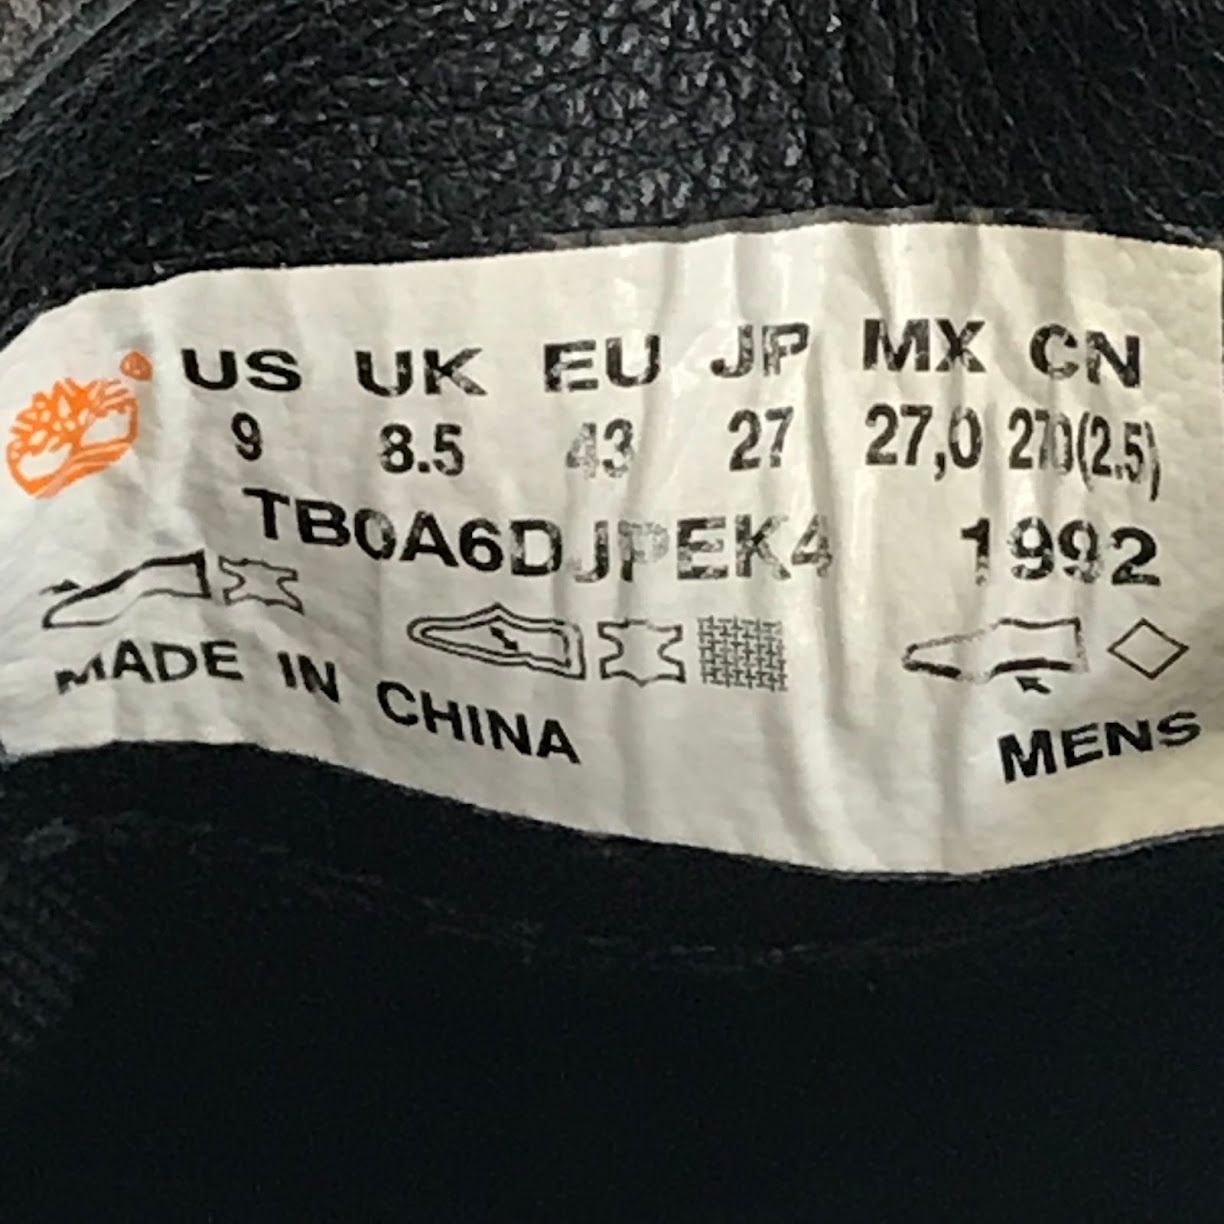 US UK EU JP MX CN
9 8.5 43 27 27,0 270(2.5)
TB0A6DJPEK4 1992
MADE IN CHINA
MENS